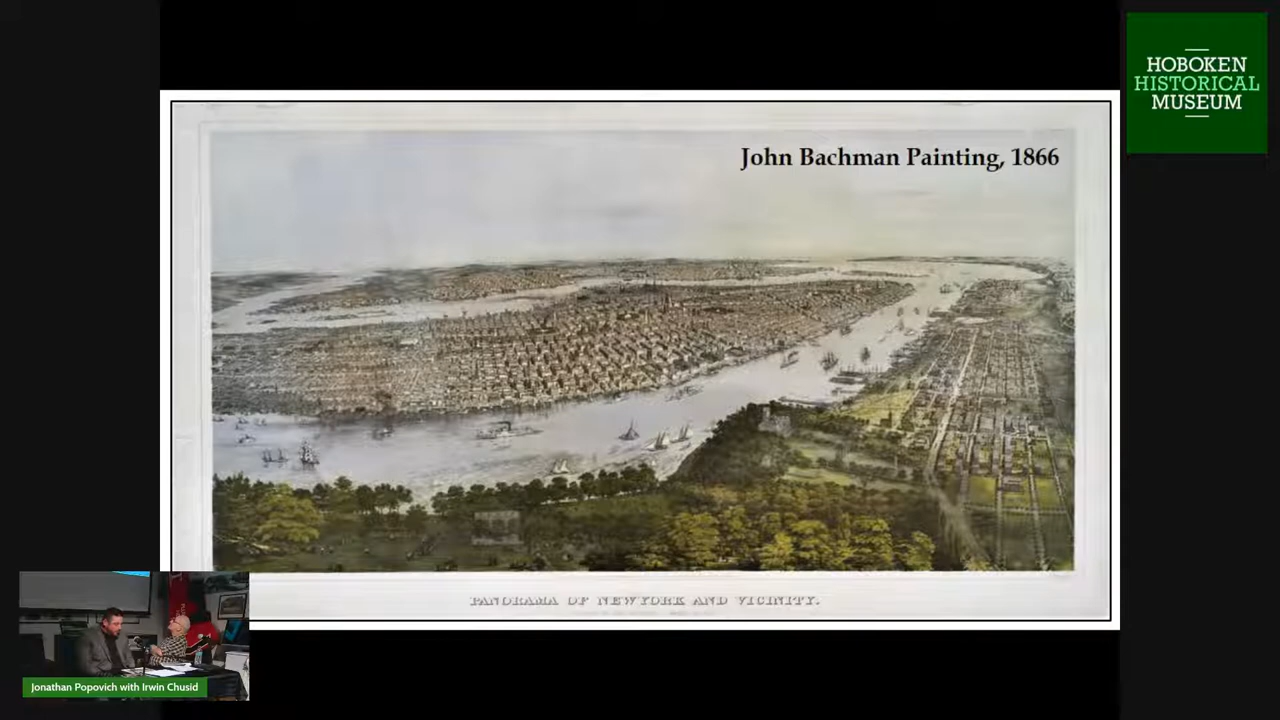 HOBOKEN
HISTORICAL
MUSEUM
John Bachman Painting, 1866
PANORAMA OF NEW YORK AND VICINITY.
Jonathan Popovich with Irwin Chusid